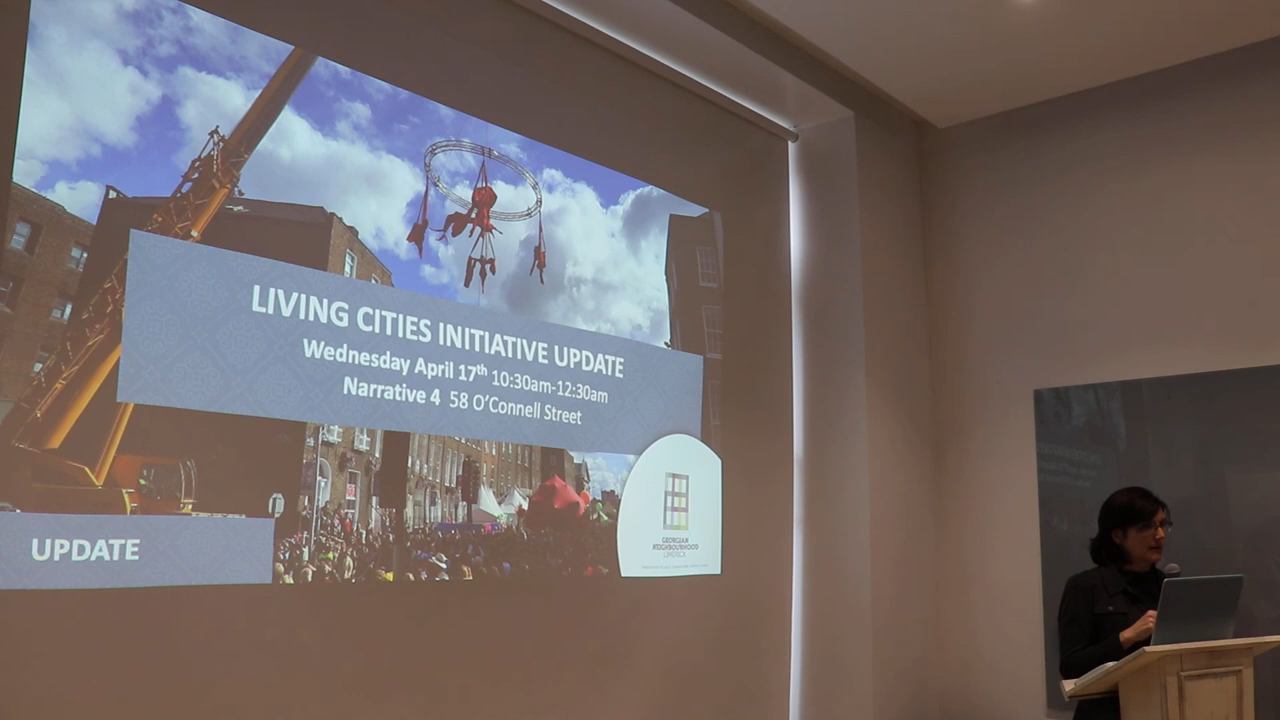 LIVING CITIES INITIATIVE UPDATE
Wednesday April 17th 10:30am-12:30am
Narrative 4 58 O'Connell Street
UPDATE
GEORGIAN
NEIGHBOURHOOD
LIMERICK